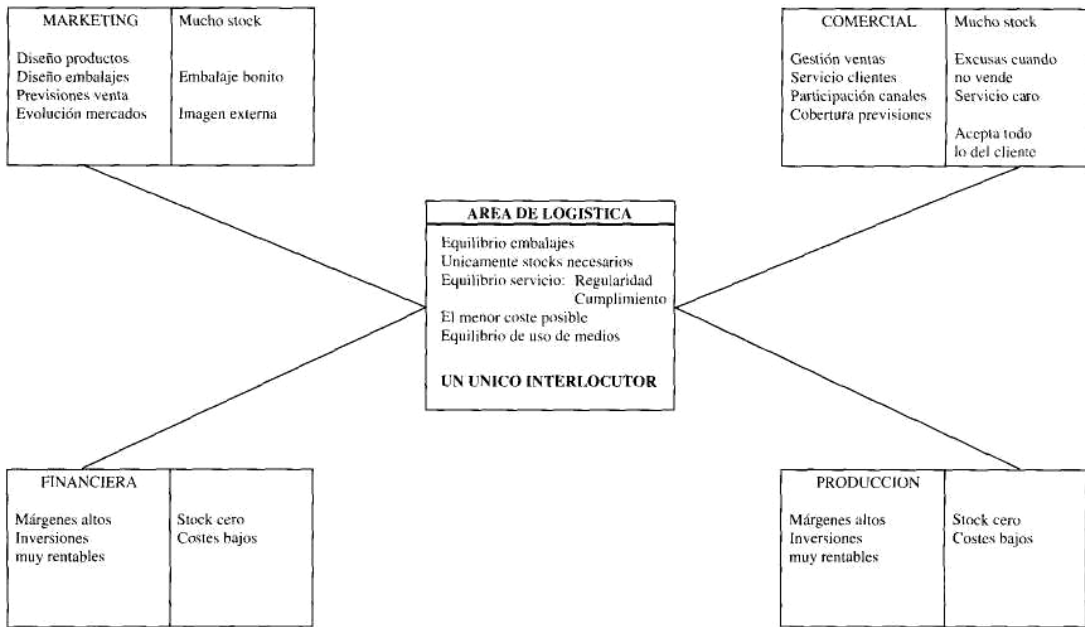 MARKETING
Diseño productos
Diseño embalajes
Previsiones venta
Evolución mercados
Mucho stock
Embalaje bonito
Imagen externa
COMERCIAL
Gestión ventas
Servicio clientes
Participación canales
Cobertura previsiones
Mucho stock
Excusas cuando
no vende
Servicio caro
Acepta todo
lo del cliente
AREA DE LOGISTICA
Equilibrio embalajes
Unicamente stocks necesarios
Equilibrio servicio: Regularidad
Cumplimiento
El menor coste posible
Equilibrio de uso de medios
UN UNICO INTERLOCUTOR
FINANCIERA
Márgenes altos
Inversiones
muy rentables
Stock cero
Costes bajos
PRODUCCION
Márgenes altos
Inversiones
muy rentables
Stock cero
Costes bajos